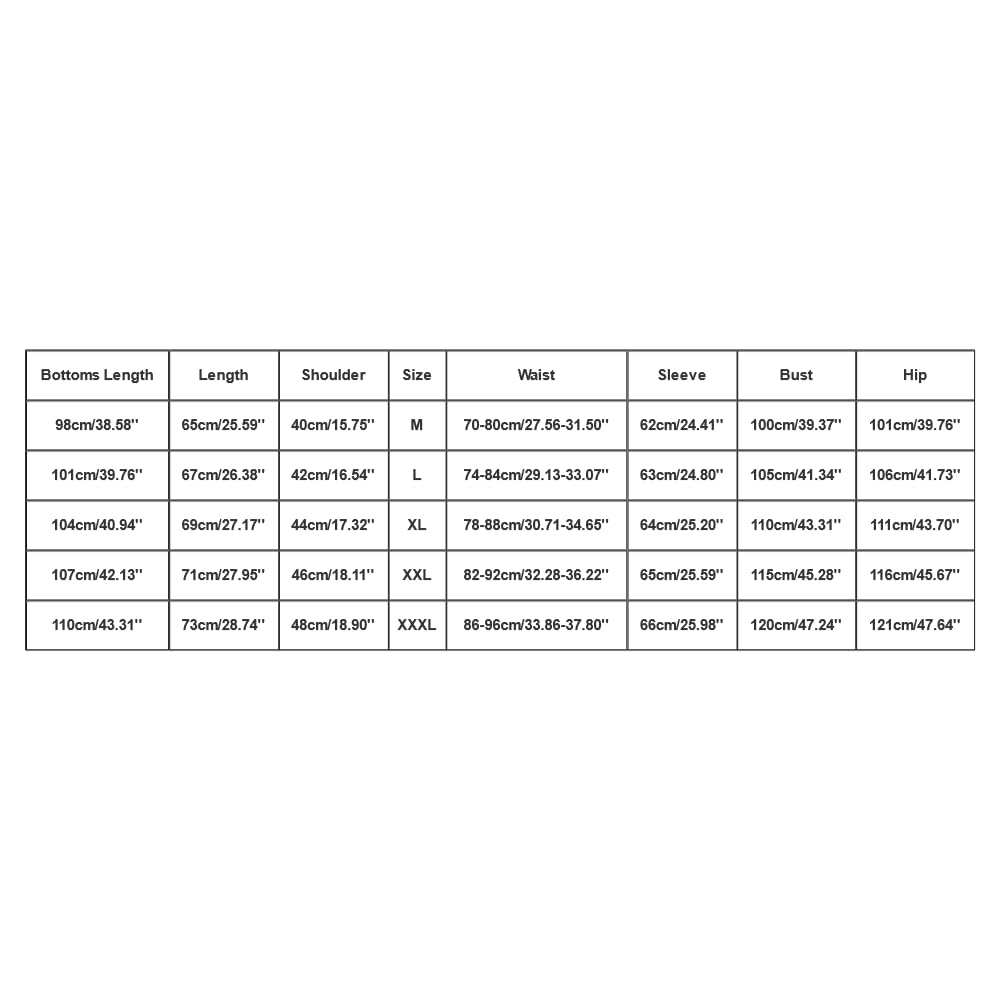 Bottoms Length Length Shoulder Size Waist Sleeve Bust Hip
98cm/38.58'' 65cm/25.59'' 40cm/15.75'' M 70-80cm/27.56-31.50'' 62cm/24.41'' 100cm/39.37'' 101cm/39.76''
101cm/39.76'' 67cm/26.38'' 42cm/16.54'' L 74-84cm/29.13-33.07'' 63cm/24.80'' 105cm/41.34'' 106cm/41.73''
104cm/40.94'' 69cm/27.17'' 44cm/17.32'' XL 78-88cm/30.71-34.65'' 64cm/25.20'' 110cm/43.31'' 111cm/43.70''
107cm/42.13'' 71cm/27.95'' 46cm/18.11'' XXL 82-92cm/32.28-36.22'' 65cm/25.59'' 115cm/45.28'' 116cm/45.67''
110cm/43.31'' 73cm/28.74'' 48cm/18.90'' XXXL 86-96cm/33.86-37.80'' 66cm/25.98'' 120cm/47.24'' 121cm/47.64''